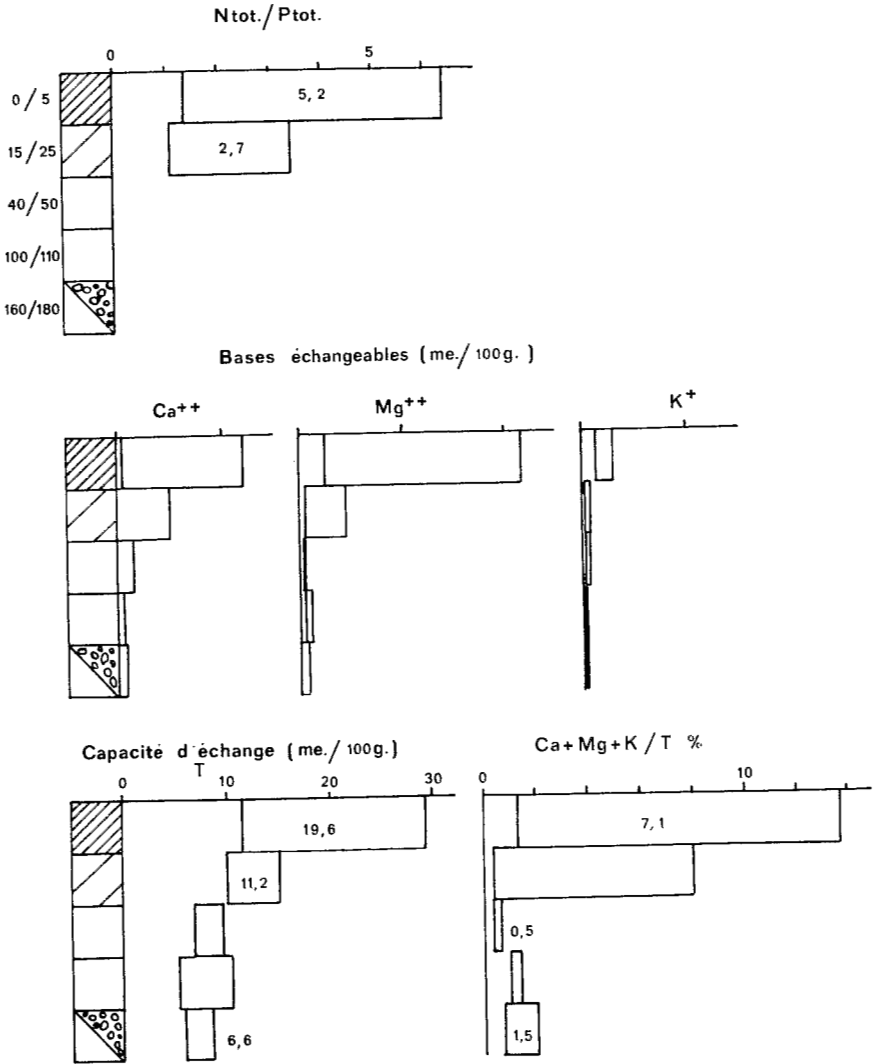 Ntot./Ptot.
0 5
0/5 5,2
15/25 2,7
40/50
100/110
160/180
Bases échangeables (me./100g.)
Ca++ Mg++ K+
Capacité d'échange (me./100g.)
T
Ca+Mg+K/T %
0 10 20 30
0 10
19,6 7,1
11,2
0,5
6,6 1,5